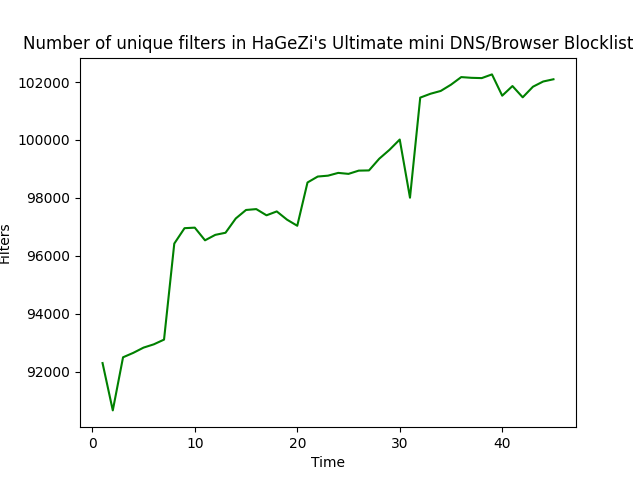 Number of unique filters in HaGeZi's Ultimate mini DNS/Browser Blocklist
102000
100000
98000
96000
94000
92000
Filters
0 10 20 30 40
Time